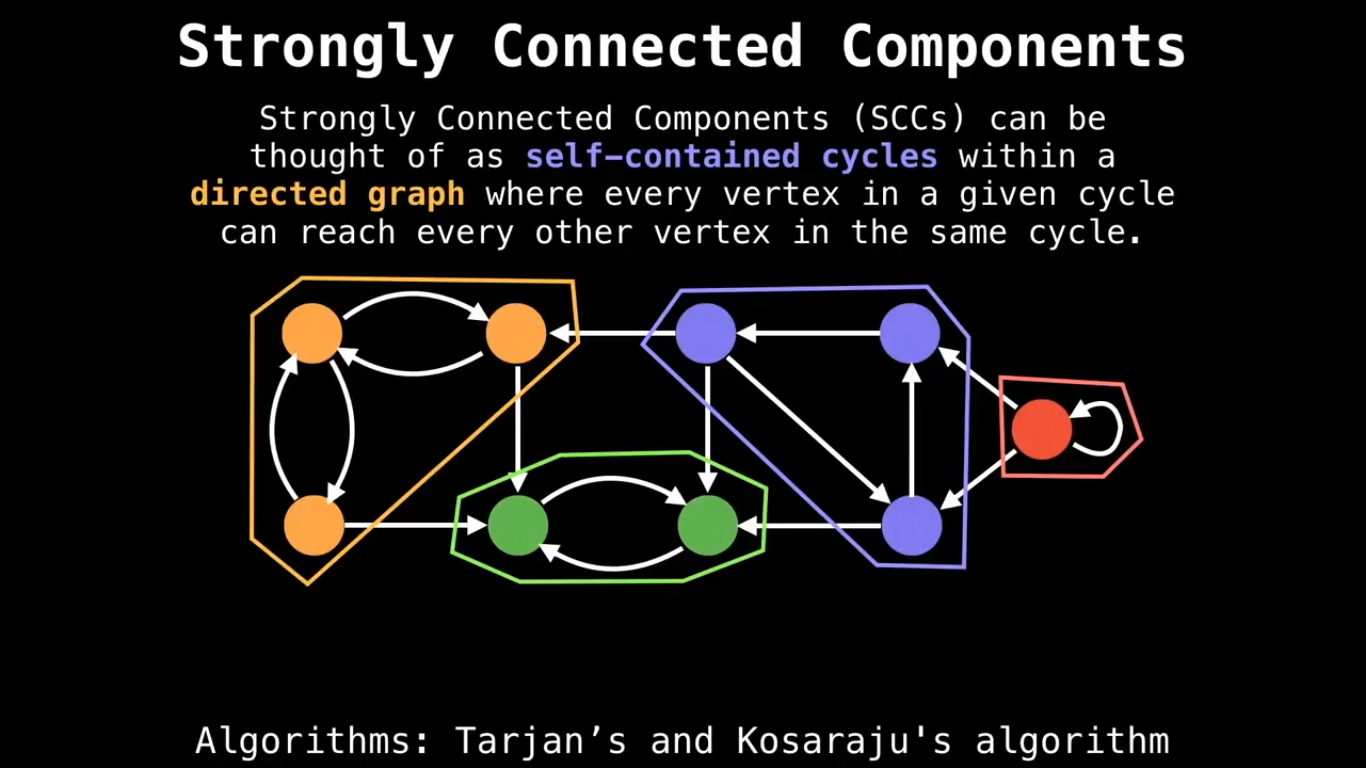 Strongly Connected Components
Strongly Connected Components (SCCs) can be
thought of as self-contained cycles within a
directed graph where every vertex in a given cycle
can reach every other vertex in the same cycle.
Algorithms: Tarjan’s and Kosaraju's algorithm